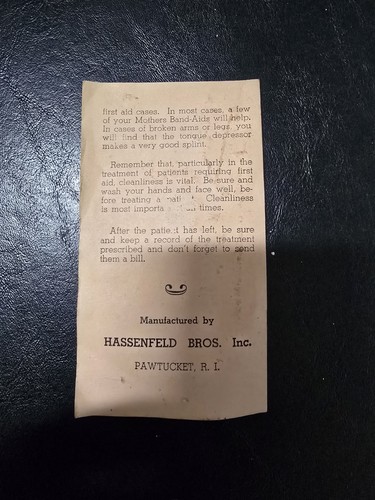 first aid cases. In most cases, a few
of your Mothers Band-Aids will help.
In cases of broken arms or legs, you
will find that the tongue depressor
makes a very good splint.
Remember that, particularly in the
treatment of patients requiring first
aid, cleanliness is vital. Be sure and
wash your hands and face well, be-
fore treating a pati Cleanliness
is most importa times.
After the patient has left, be sure
and keep a record of the treatment
prescribed and don't forget to send
them a bill.
Manufactured by
HASSENFELD BROS. Inc.
PAWTUCKET, R. I.